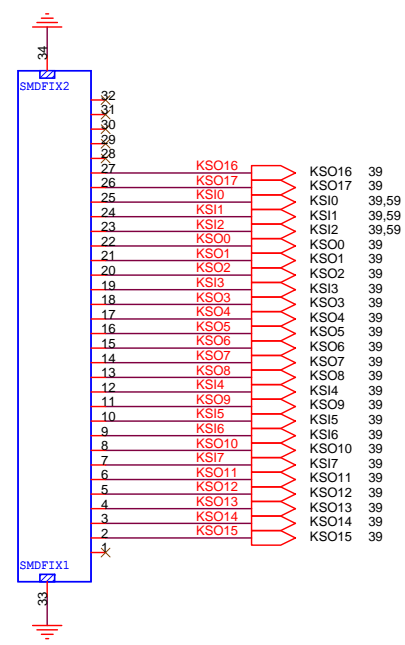 34
SMDFIX2
32
31
30
29
28
27 KSO16 KSO16 39
26 KSO17 KSO17 39
25 KSI0 KSI0 39,59
24 KSI1 KSI1 39,59
23 KSI2 KSI2 39,59
22 KSO0 KSO0 39
21 KSO1 KSO1 39
20 KSO2 KSO2 39
19 KSI3 KSI3 39
18 KSO3 KSO3 39
17 KSO4 KSO4 39
16 KSO5 KSO5 39
15 KSO6 KSO6 39
14 KSO7 KSO7 39
13 KSO8 KSO8 39
12 KSI4 KSI4 39
11 KSO9 KSO9 39
10 KSI5 KSI5 39
9 KSI6 KSI6 39
8 KSO10 KSO10 39
7 KSI7 KSI7 39
6 KSO11 KSO11 39
5 KSO12 KSO12 39
4 KSO13 KSO13 39
3 KSO14 KSO14 39
2 KSO15 KSO15 39
1
SMDFIX1
33